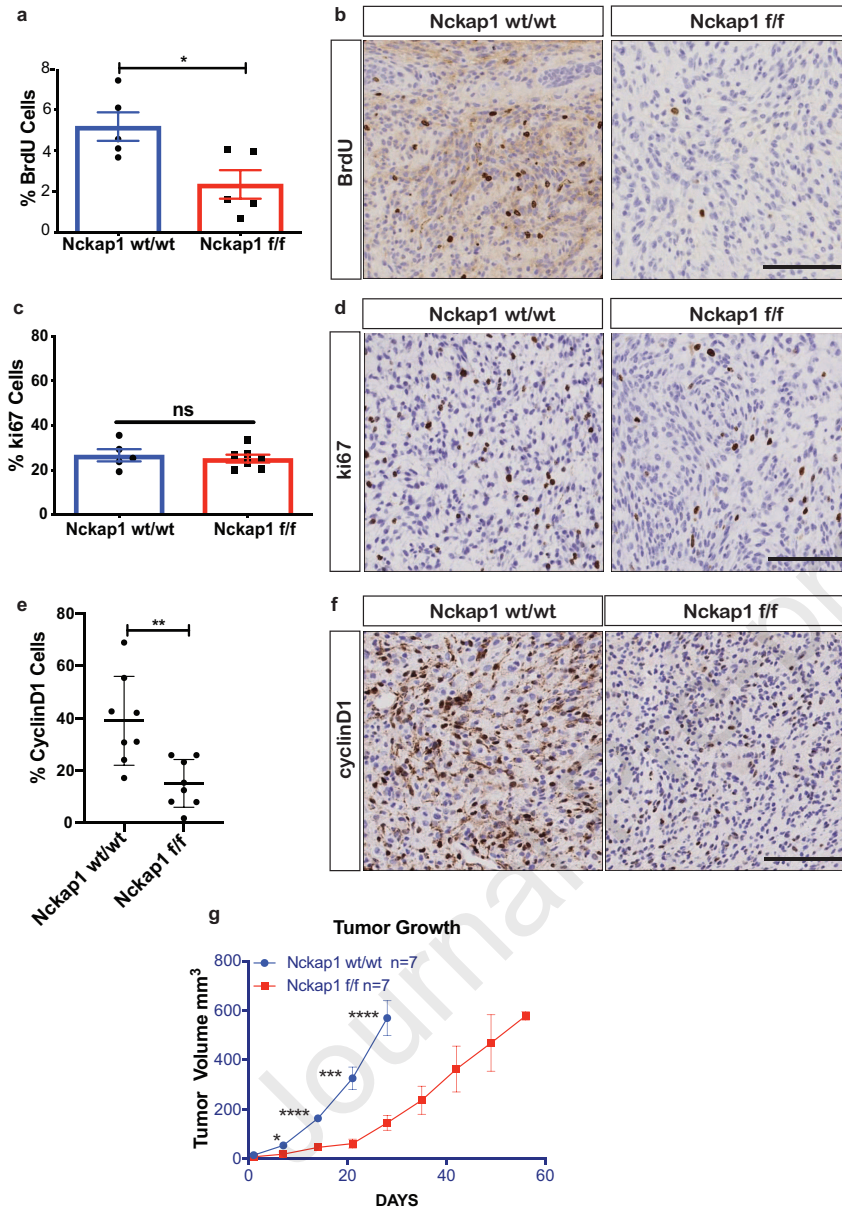 a
% BrdU Cells
8
6
4
2
0
*
Nckap1 wt/wt
Nckap1 f/f
b
Nckap1 wt/wt
Nckap1 f/f
BrdU
c
% ki67 Cells
80
60
40
20
0
ns
Nckap1 wt/wt
Nckap1 f/f
d
Nckap1 wt/wt
Nckap1 f/f
ki67
e
% CyclinD1 Cells
80
60
40
20
0
**
Nckap1 wt/wt
Nckap1 f/f
f
Nckap1 wt/wt
Nckap1 f/f
cyclinD1
g
Tumor Growth
Tumor Volume mm³
800
600
400
200
0
Nckap1 wt/wt n=7
Nckap1 f/f n=7
****
***
****
*
0
20
40
60
DAYS
Journal